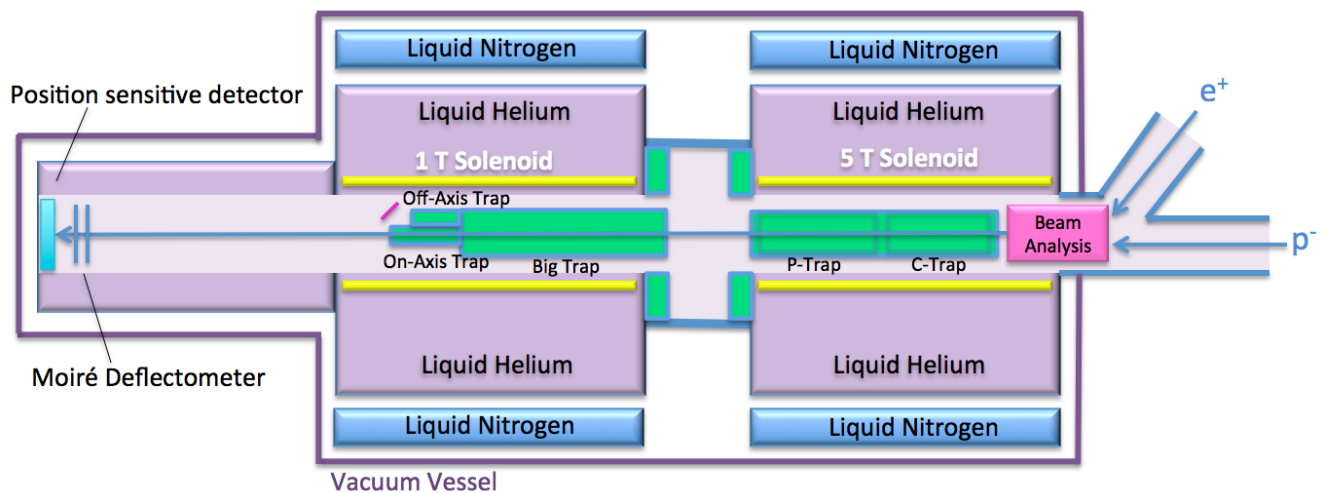 Liquid Nitrogen
Liquid Nitrogen
Position sensitive detector
Liquid Helium
Liquid Helium
e+
1 T Solenoid
5 T Solenoid
Off-Axis Trap
Beam
Analysis
p-
On-Axis Trap
Big Trap
P-Trap
C-Trap
Moiré Deflectometer
Liquid Helium
Liquid Helium
Liquid Nitrogen
Liquid Nitrogen
Vacuum Vessel